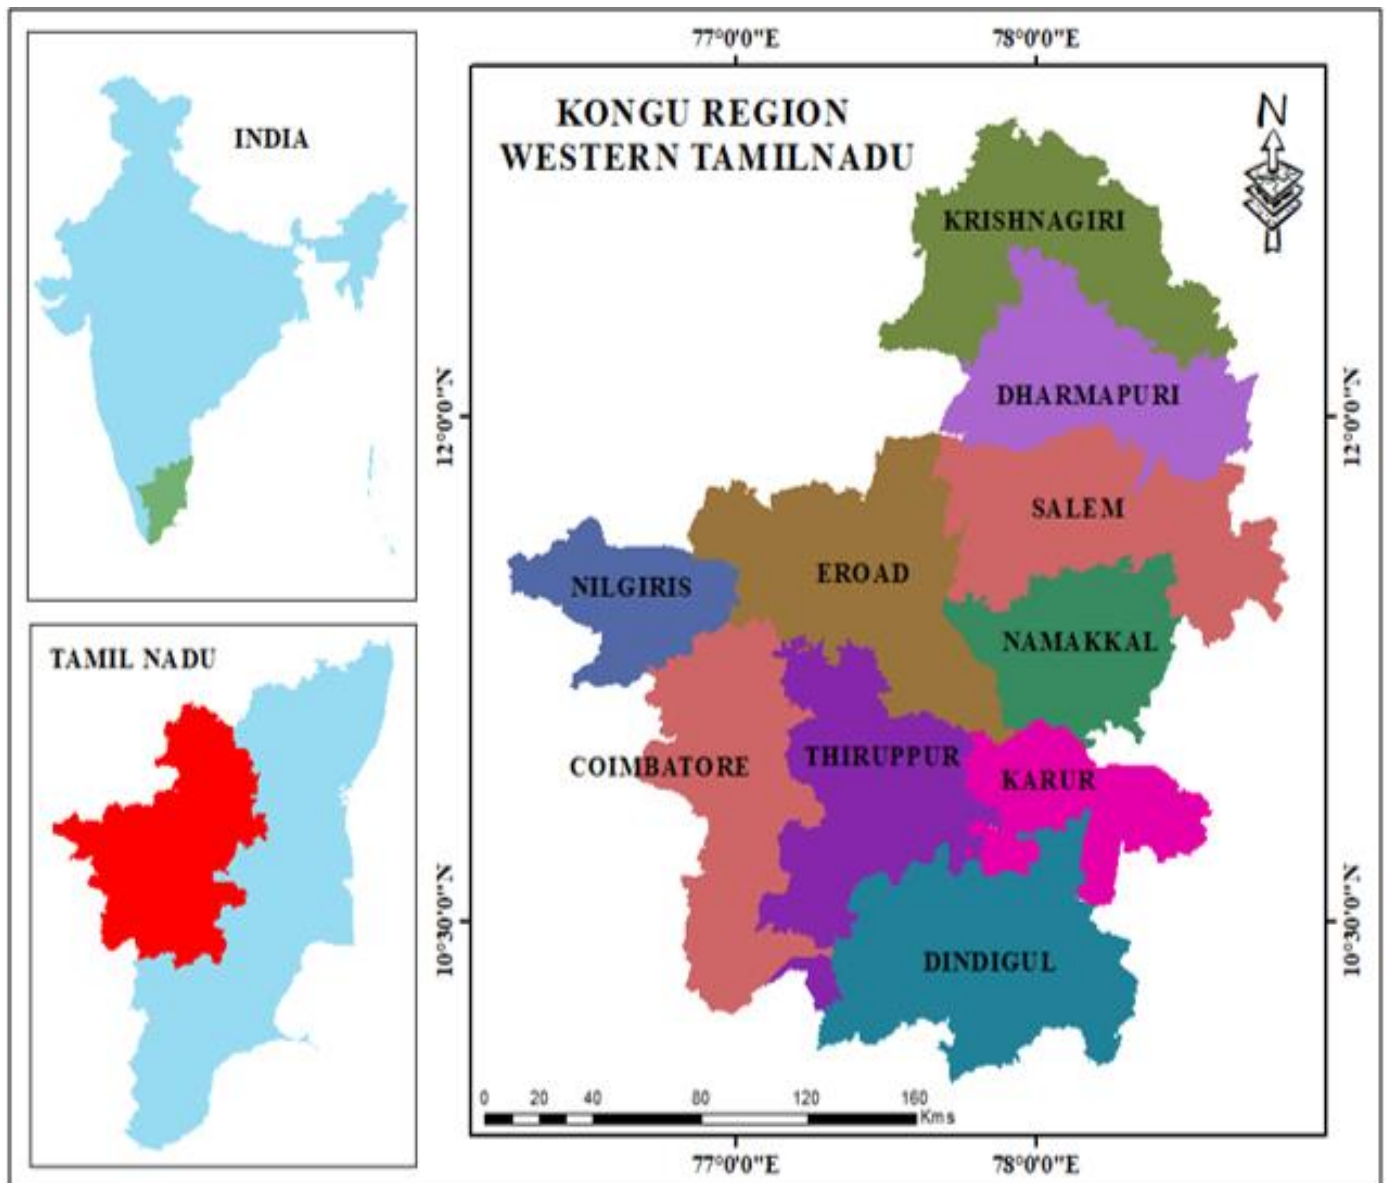 INDIA
TAMIL NADU
77°0'0"E 78°0'0"E
KONGU REGION
WESTERN TAMILNADU
N
KRISHNAGIRI
DHARMAPURI
12°0'0"N 12°0'0"N
SALEM
EROAD
NILGIRIS
NAMAKKAL
THIRUPPUR
COIMBATORE
KARUR
10°30'0"N 10°30'0"N
DINDIGUL
0 20 40 80 120 160
Kms
77°0'0"E 78°0'0"E